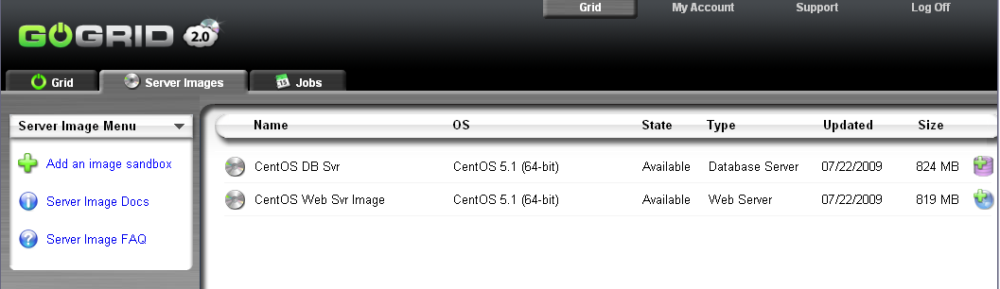 Grid My Account Support Log Off
GOGRID 2.0
Grid Server Images 15 Jobs
Server Image Menu
Add an image sandbox
Server Image Docs
Server Image FAQ
Name OS State Type Updated Size
CentOS DB Svr CentOS 5.1 (64-bit) Available Database Server 07/22/2009 824 MB
CentOS Web Svr Image CentOS 5.1 (64-bit) Available Web Server 07/22/2009 819 MB